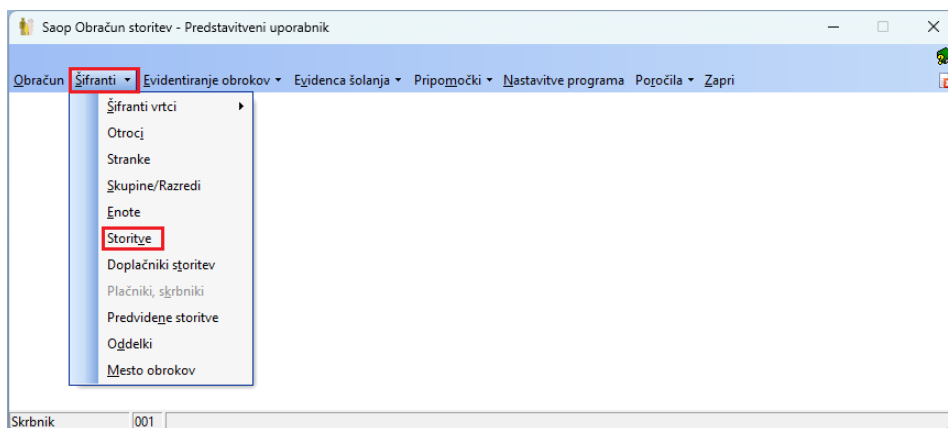 Saop Obračun storitev - Predstavitveni uporabnik
Obračun Šifranti Evidentiranje obrokov Evidenca šolanja Pripomočki Nastavitve programa Poročila Zapri
Šifranti vrtci
Otroci
Stranke
Skupine/Razredi
Enote
Storitve
Doplačniki storitev
Plačniki, skrbniki
Predvidene storitve
Oddelki
Mesto obrokov
Skrbnik 001